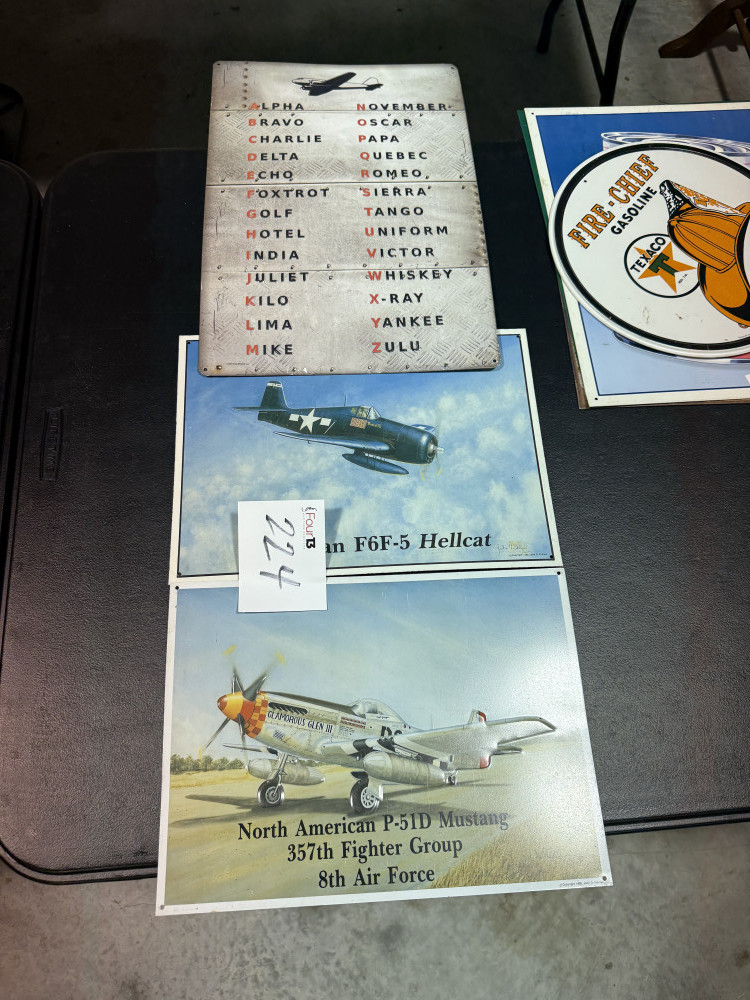 ALPHA
BRAVO
CHARLIE
DELTA
ECHO
FOXTROT
GOLF
HOTEL
INDIA
JULIET
KILO
LIMA
MIKE
NOVEMBER
OSCAR
PAPA
QUEBEC
ROMEO
SIERRA
TANGO
UNIFORM
VICTOR
WHISKEY
X-RAY
YANKEE
ZULU
FIRE-CHIEF
GASOLINE
TEXACO
T
an F6F-5 Hellcat
Four13
224
GLAMOROUS GLEN III
North American P-51D Mustang
357th Fighter Group
8th Air Force